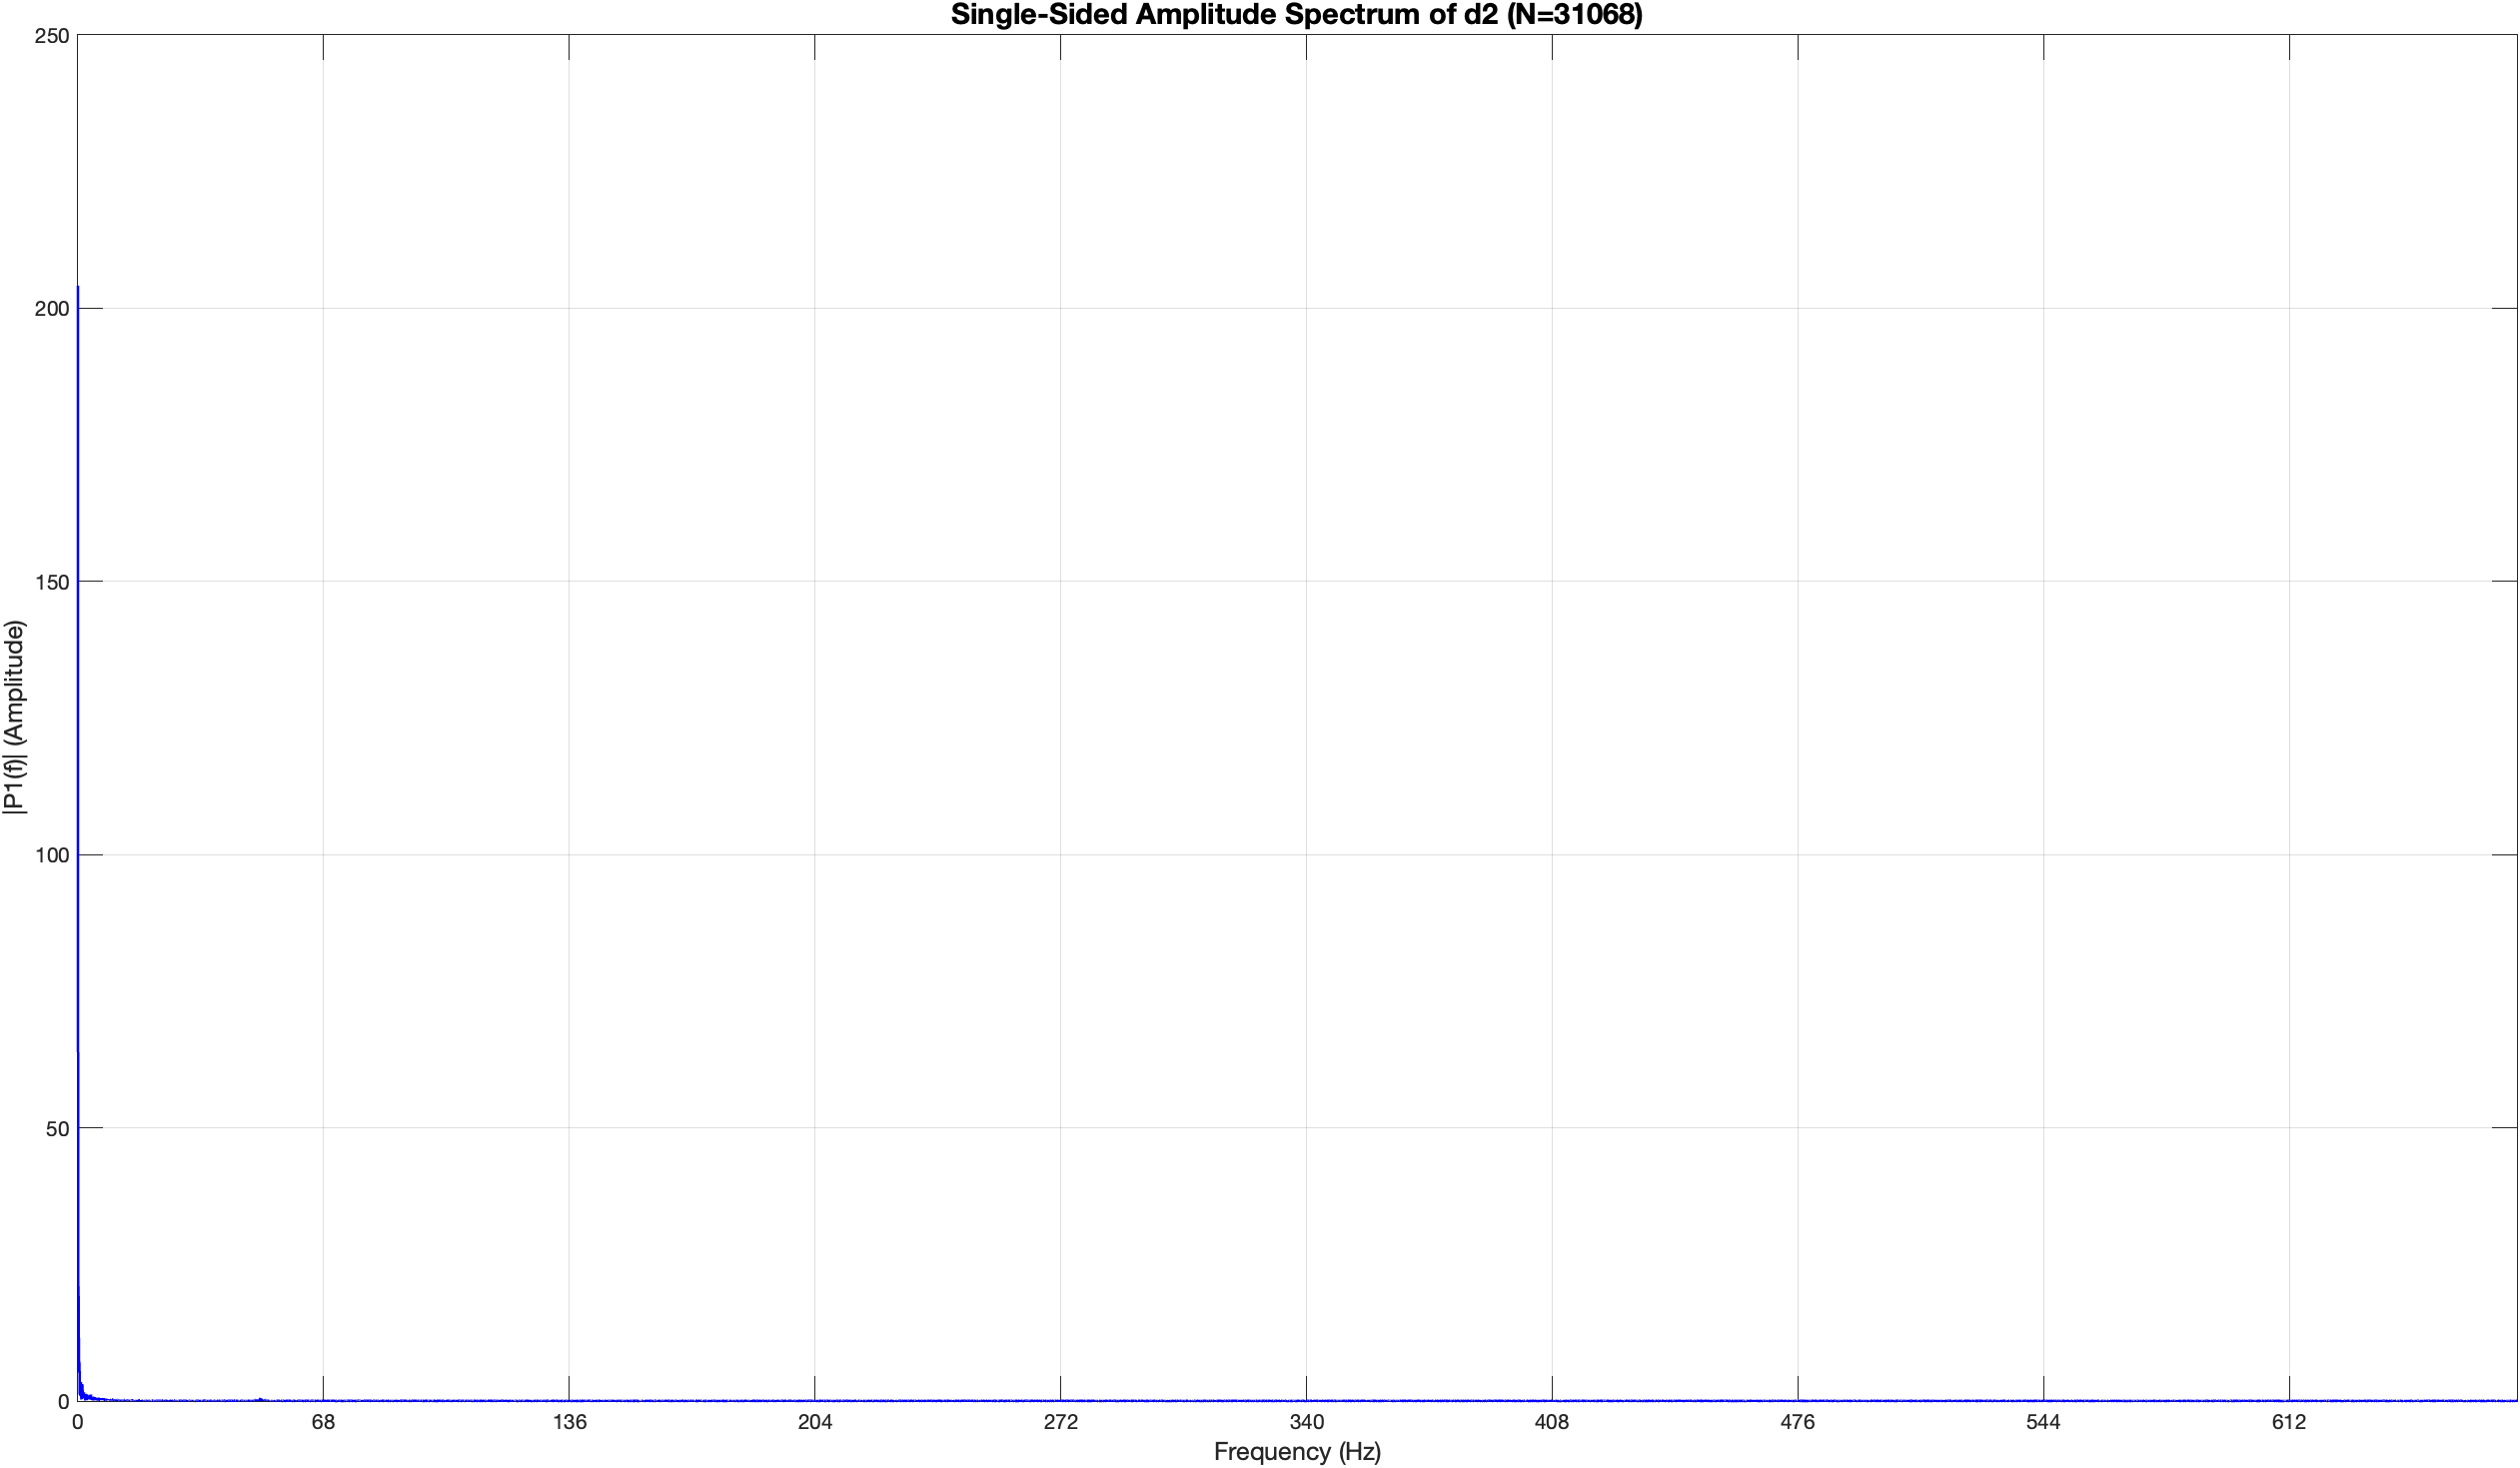 Single-Sided Amplitude Spectrum of d2 (N=31068)
250
200
150
100
50
0
|P1(f)| (Amplitude)
0 68 136 204 272 340 408 476 544 612
Frequency (Hz)